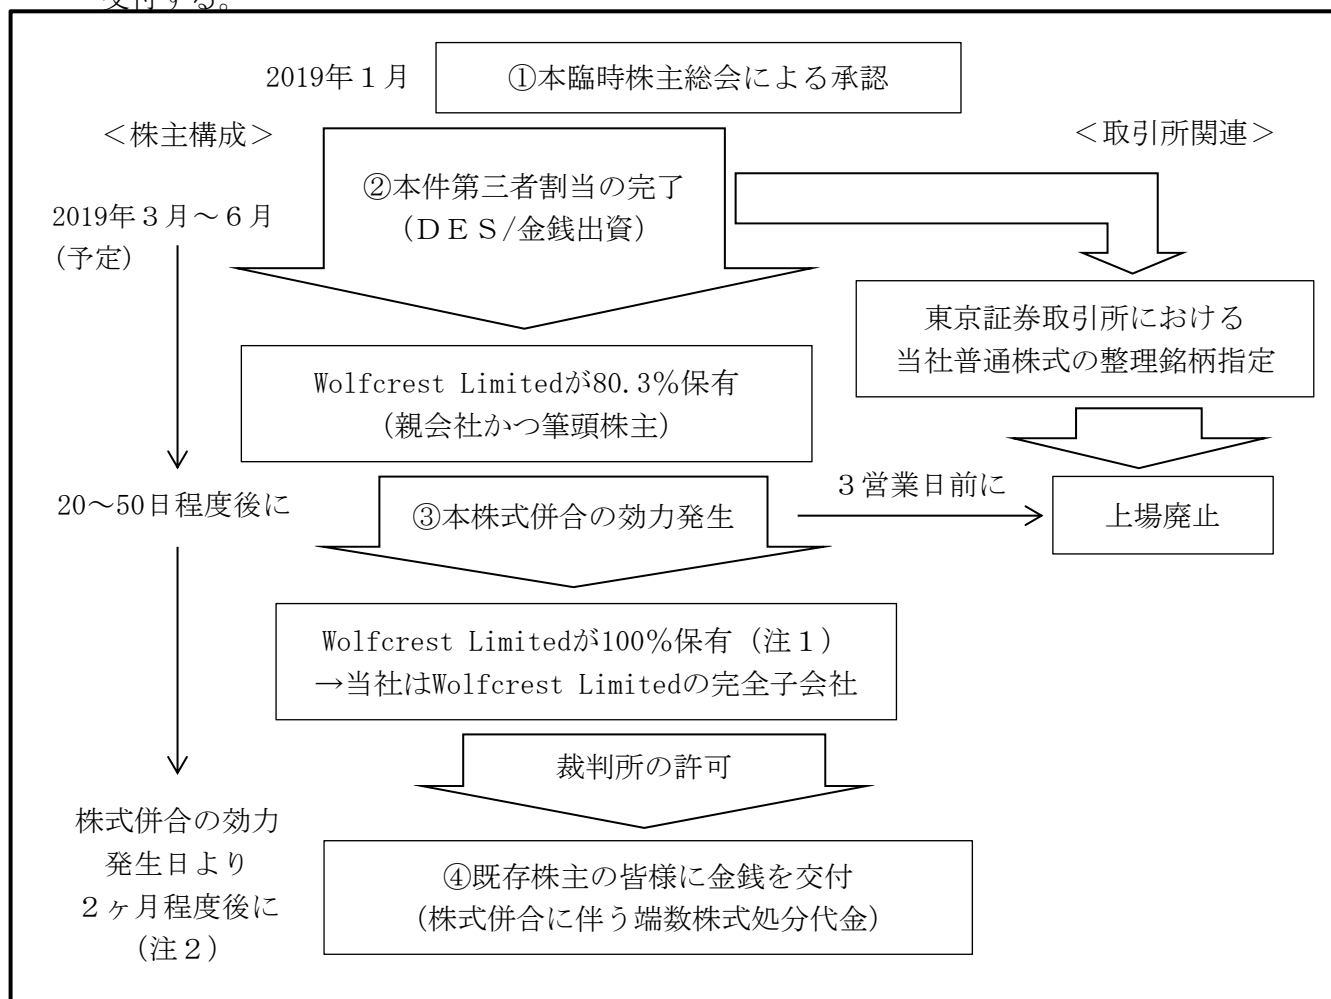 交付する。
2019年１月
①本臨時株主総会による承認
＜株主構成＞
＜取引所関連＞
②本件第三者割当の完了
（ＤＥＳ/金銭出資）
2019年３月～６月
(予定)
東京証券取引所における
当社普通株式の整理銘柄指定
Wolfcrest Limitedが80.3％保有
（親会社かつ筆頭株主）
20～50日程度後に
③本株式併合の効力発生
３営業日前に
上場廃止
Wolfcrest Limitedが100％保有（注１）
→当社はWolfcrest Limitedの完全子会社
裁判所の許可
株式併合の効力
発生日より
２ヶ月程度後に
（注２）
④既存株主の皆様に金銭を交付
（株式併合に伴う端数株式処分代金）